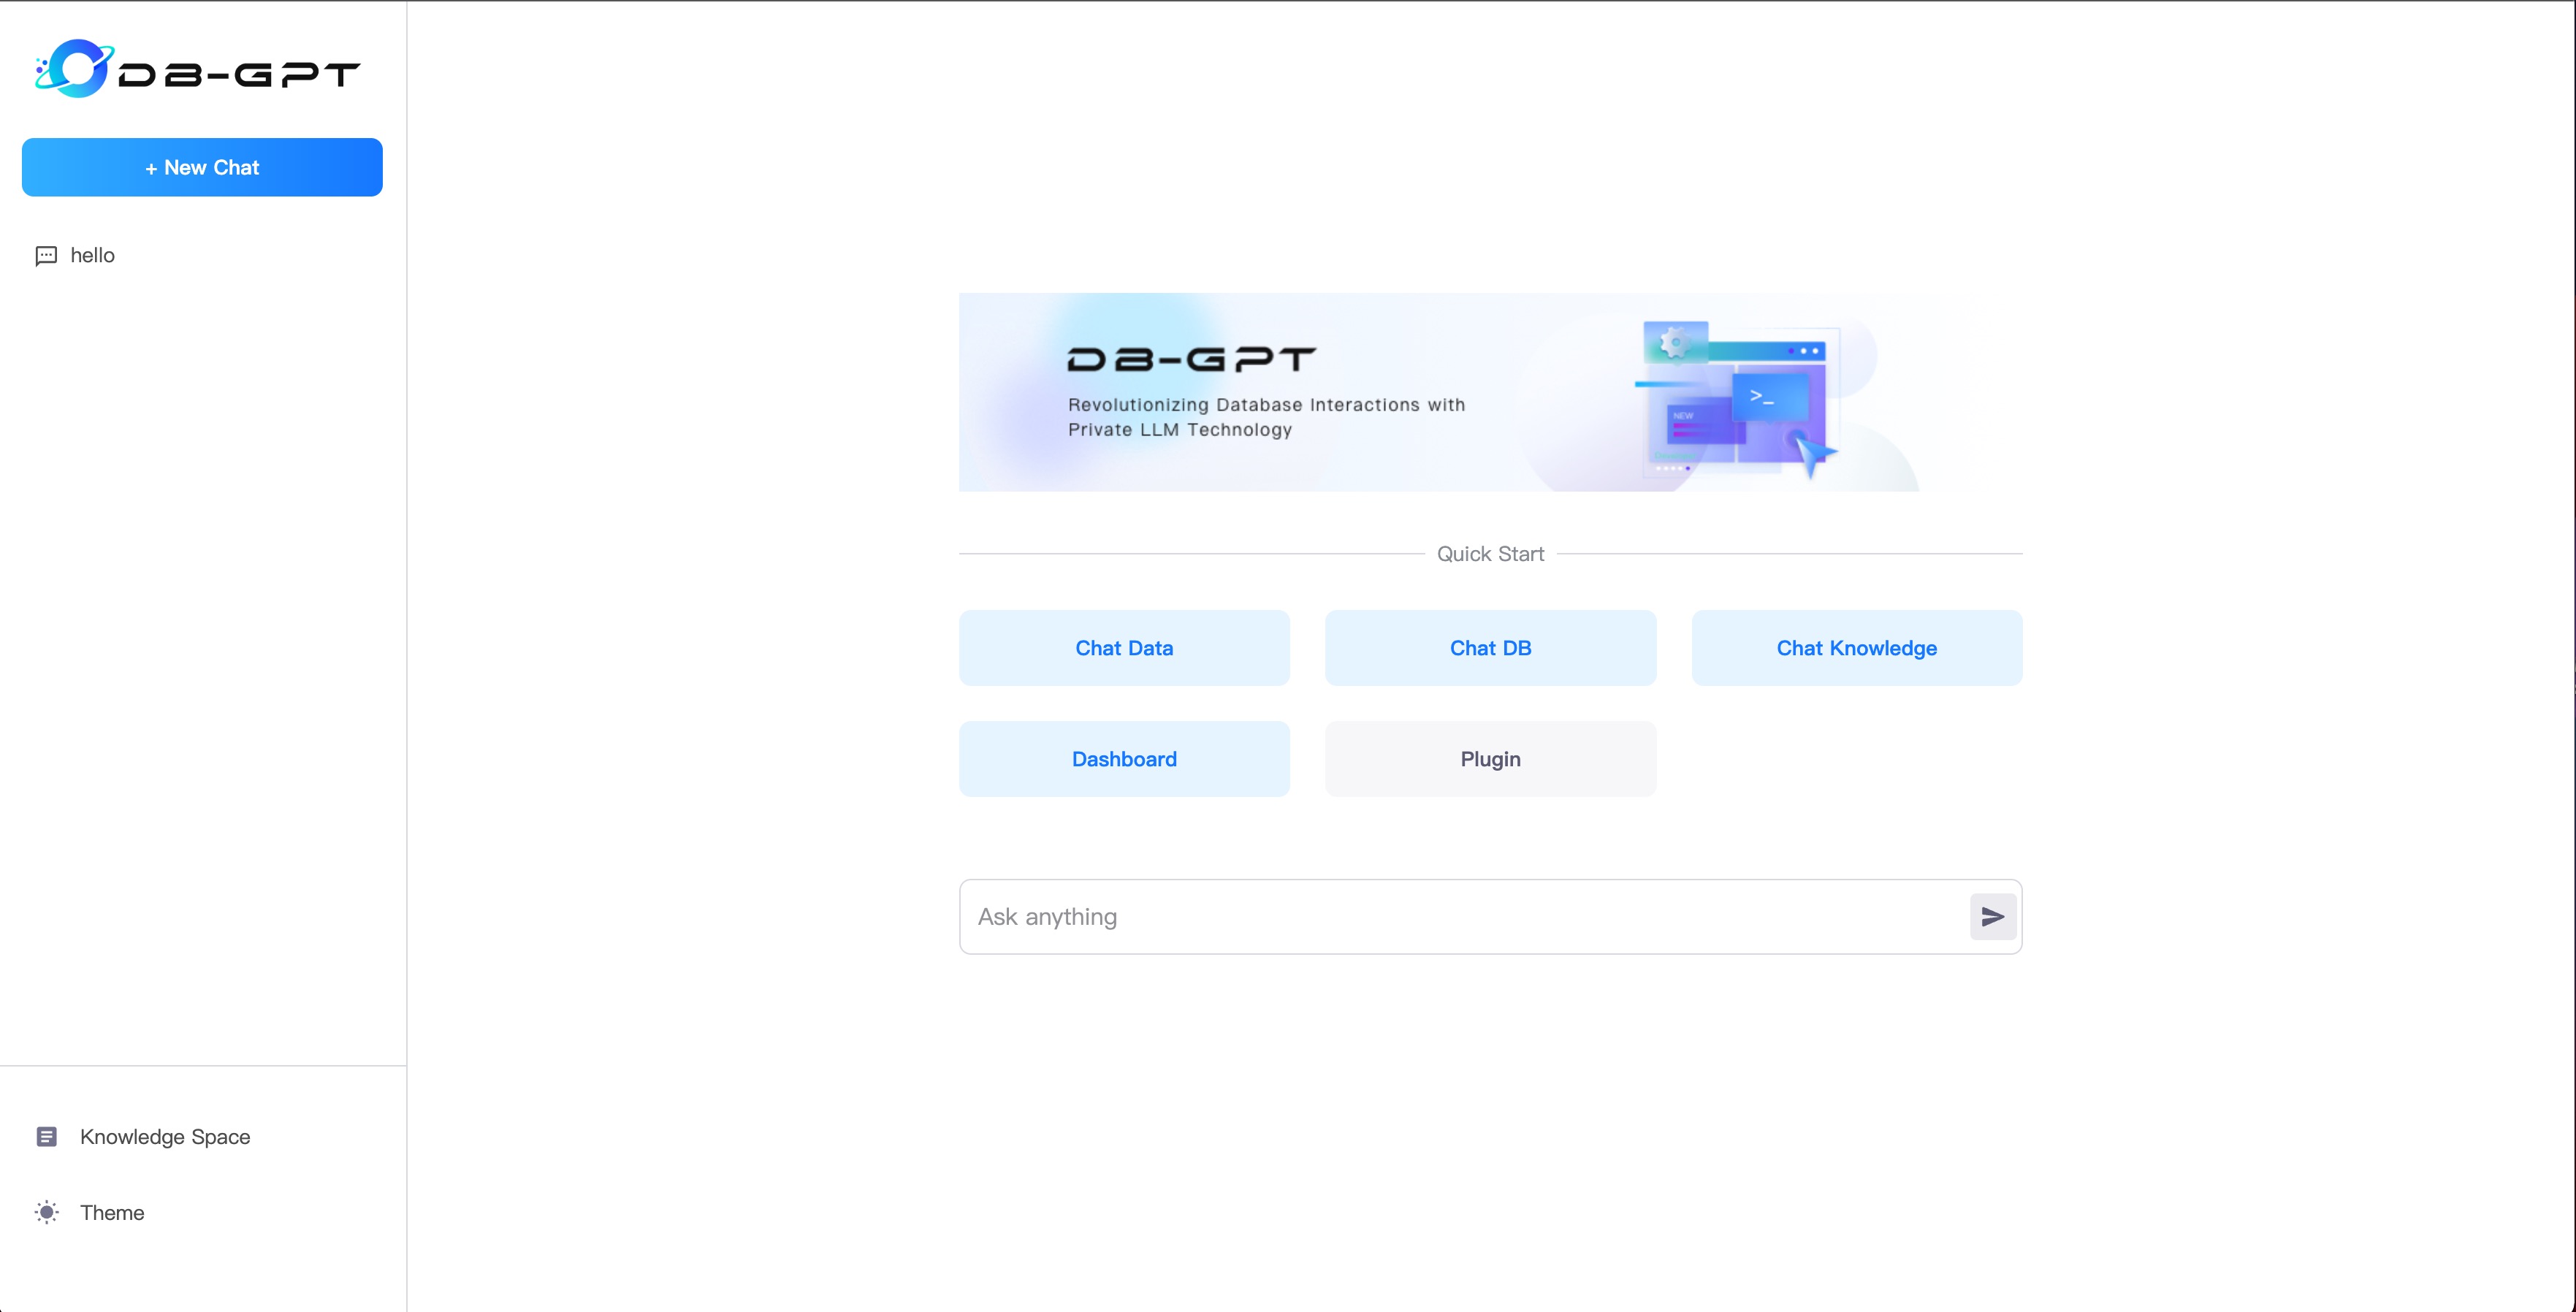 DB-GPT
+ New Chat
hello
DB-GPT
Revolutionizing Database Interactions with
Private LLM Technology
>_
NEW
Quick Start
Chat Data
Chat DB
Chat Knowledge
Dashboard
Plugin
Ask anything
Knowledge Space
Theme